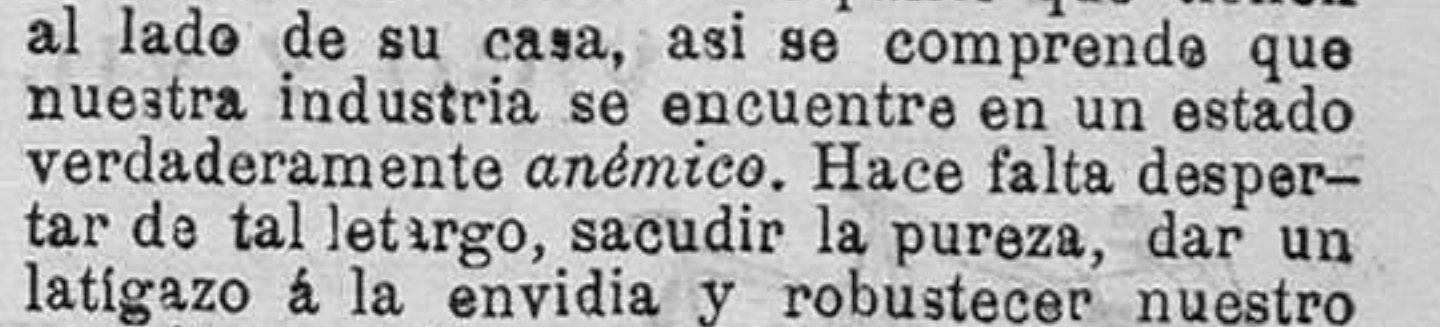 al lado de su casa, asi se comprende que
nuestra industria se encuentre en un estado
verdaderamente anémico. Hace falta desper-
tar de tal letargo, sacudir la pureza, dar un
latígazo á la envidia y robustecer nuestro